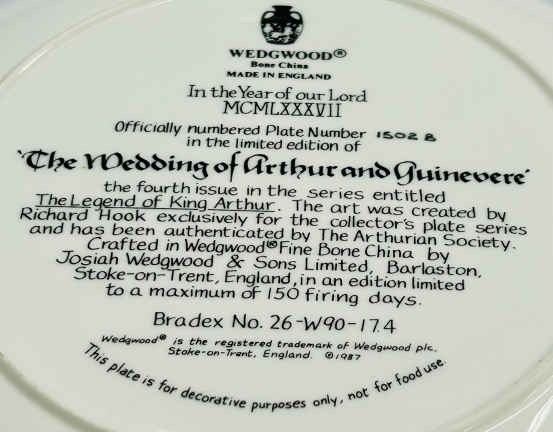 WEDGWOOD®
Bone China
MADE IN ENGLAND
In the Year of our Lord
MCMLXXXVII
Officially numbered Plate Number 1502 B
in the limited edition of
'The Wedding of Arthur and Guinevere'
the fourth issue in the series entitled
The Legend of King Arthur. The art was created by
Richard Hook exclusively for the collector's plate series
and has been authenticated by The Arthurian Society.
Crafted in Wedgwood® Fine Bone China by
Josiah Wedgwood & Sons Limited, Barlaston,
Stoke-on-Trent, England, in an edition limited
to a maximum of 150 firing days.
Bradex No. 26-W90-17.4
Wedgwood® is the registered trademark of Wedgwood plc.
Stoke-on-Trent, England. ©1987
This plate is for decorative purposes only, not for food use.